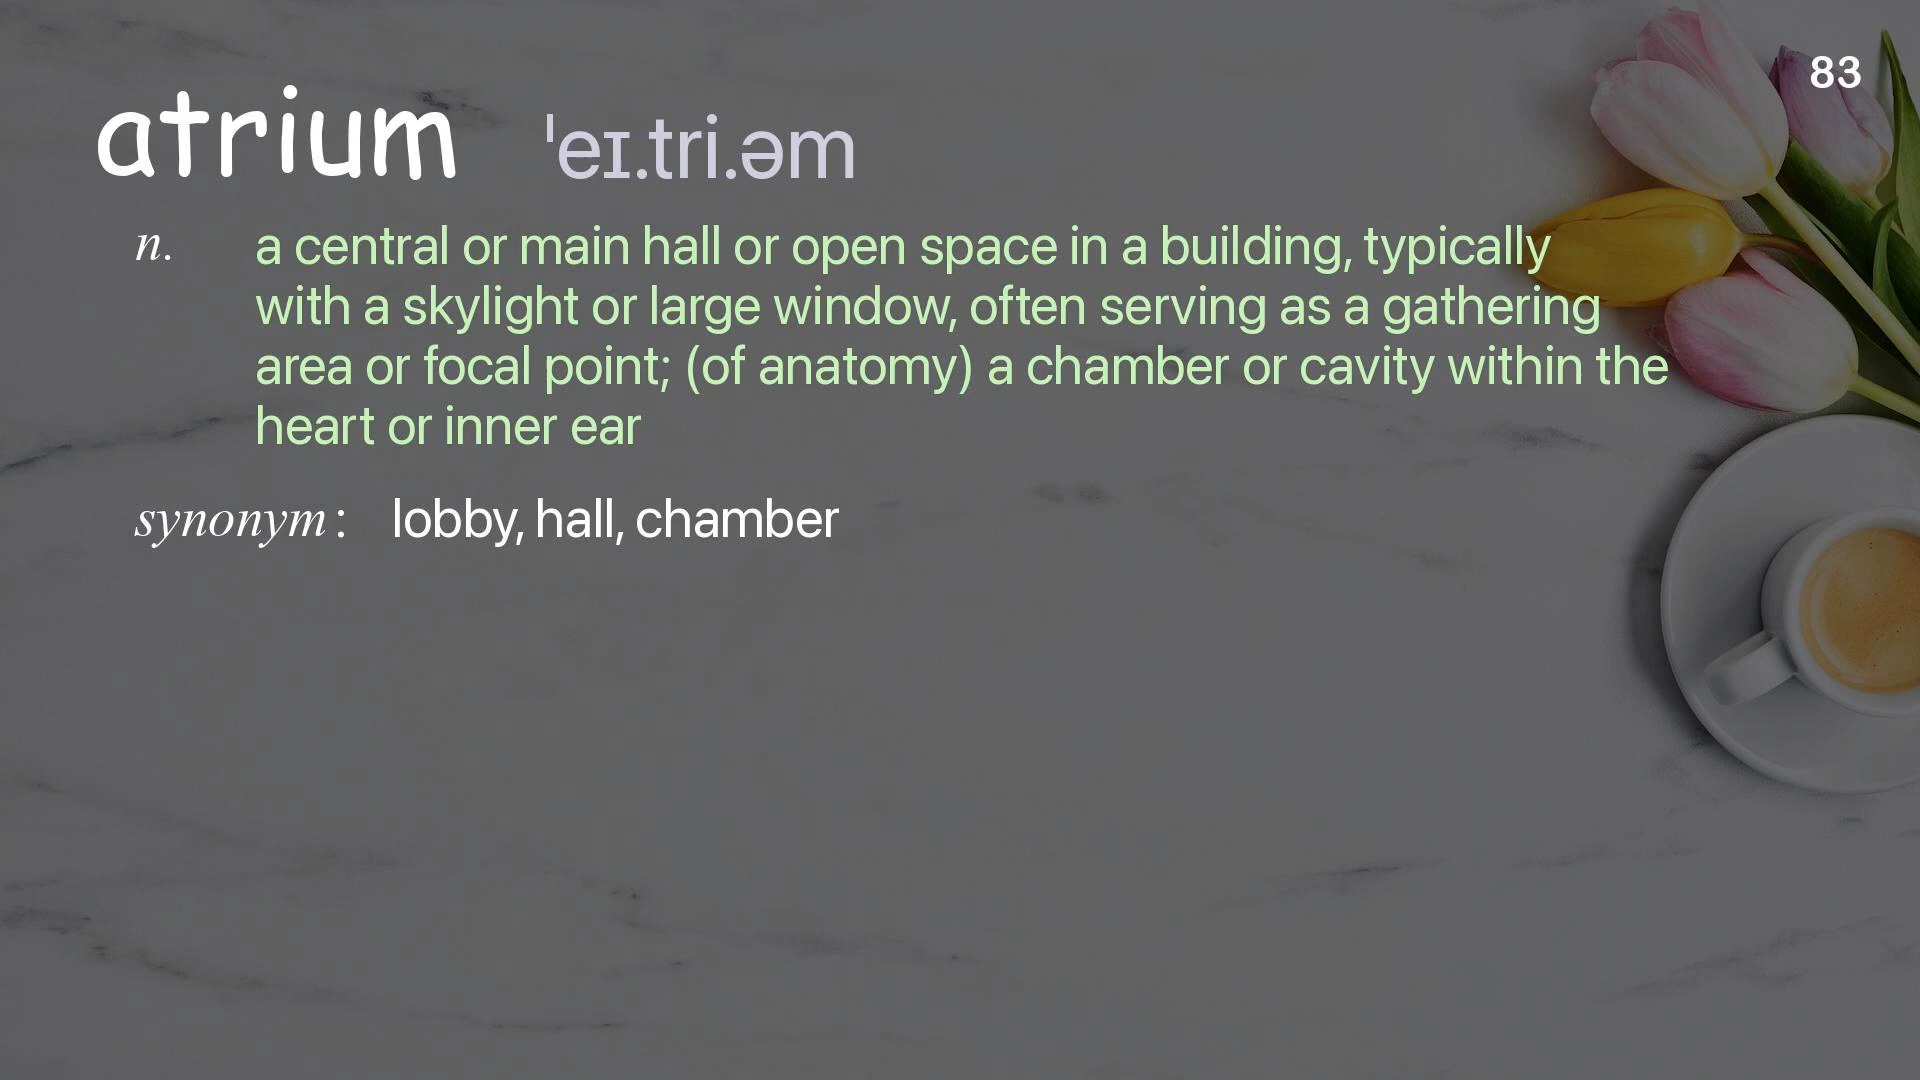 83
atrium ˈeɪ.tri.əm
n. a central or main hall or open space in a building, typically
with a skylight or large window, often serving as a gathering
area or focal point; (of anatomy) a chamber or cavity within the
heart or inner ear
synonym: lobby, hall, chamber